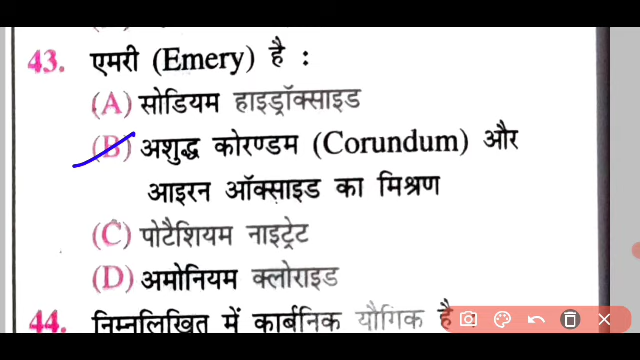 43. एमरी (Emery) है :
(A) सोडियम हाइड्रॉक्साइड
(B) अशुद्ध कोरण्डम (Corundum) और
आइरन ऑक्साइड का मिश्रण
(C) पोटैशियम नाइट्रेट
(D) अमोनियम क्लोराइड
44. निम्नलिखित में कार्बनिक यौगिक है